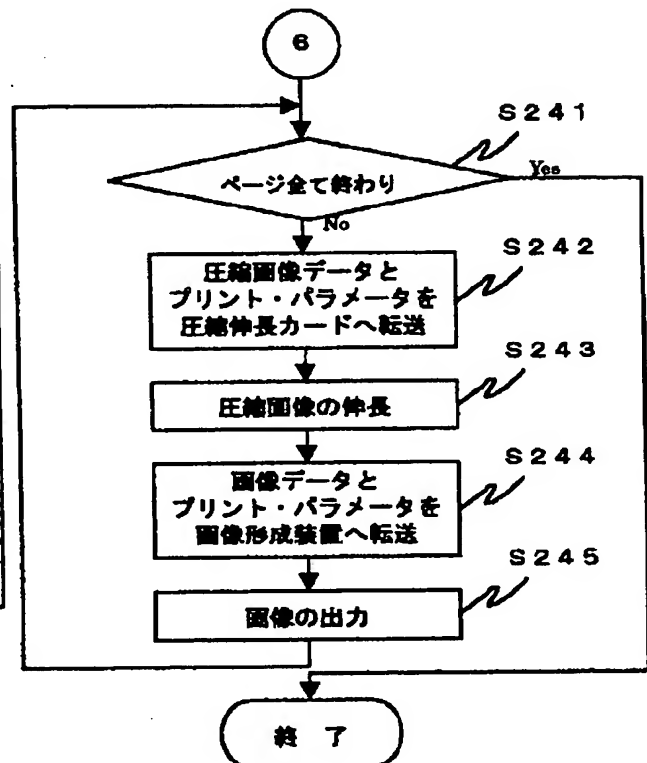 6
S241
ページ全て終わり
Yes
No
S242
圧縮画像データと
プリント・パラメータを
圧縮伸長カードへ転送
S243
圧縮画像の伸長
S244
画像データと
プリント・パラメータを
画像形成装置へ転送
S245
画像の出力
終 了